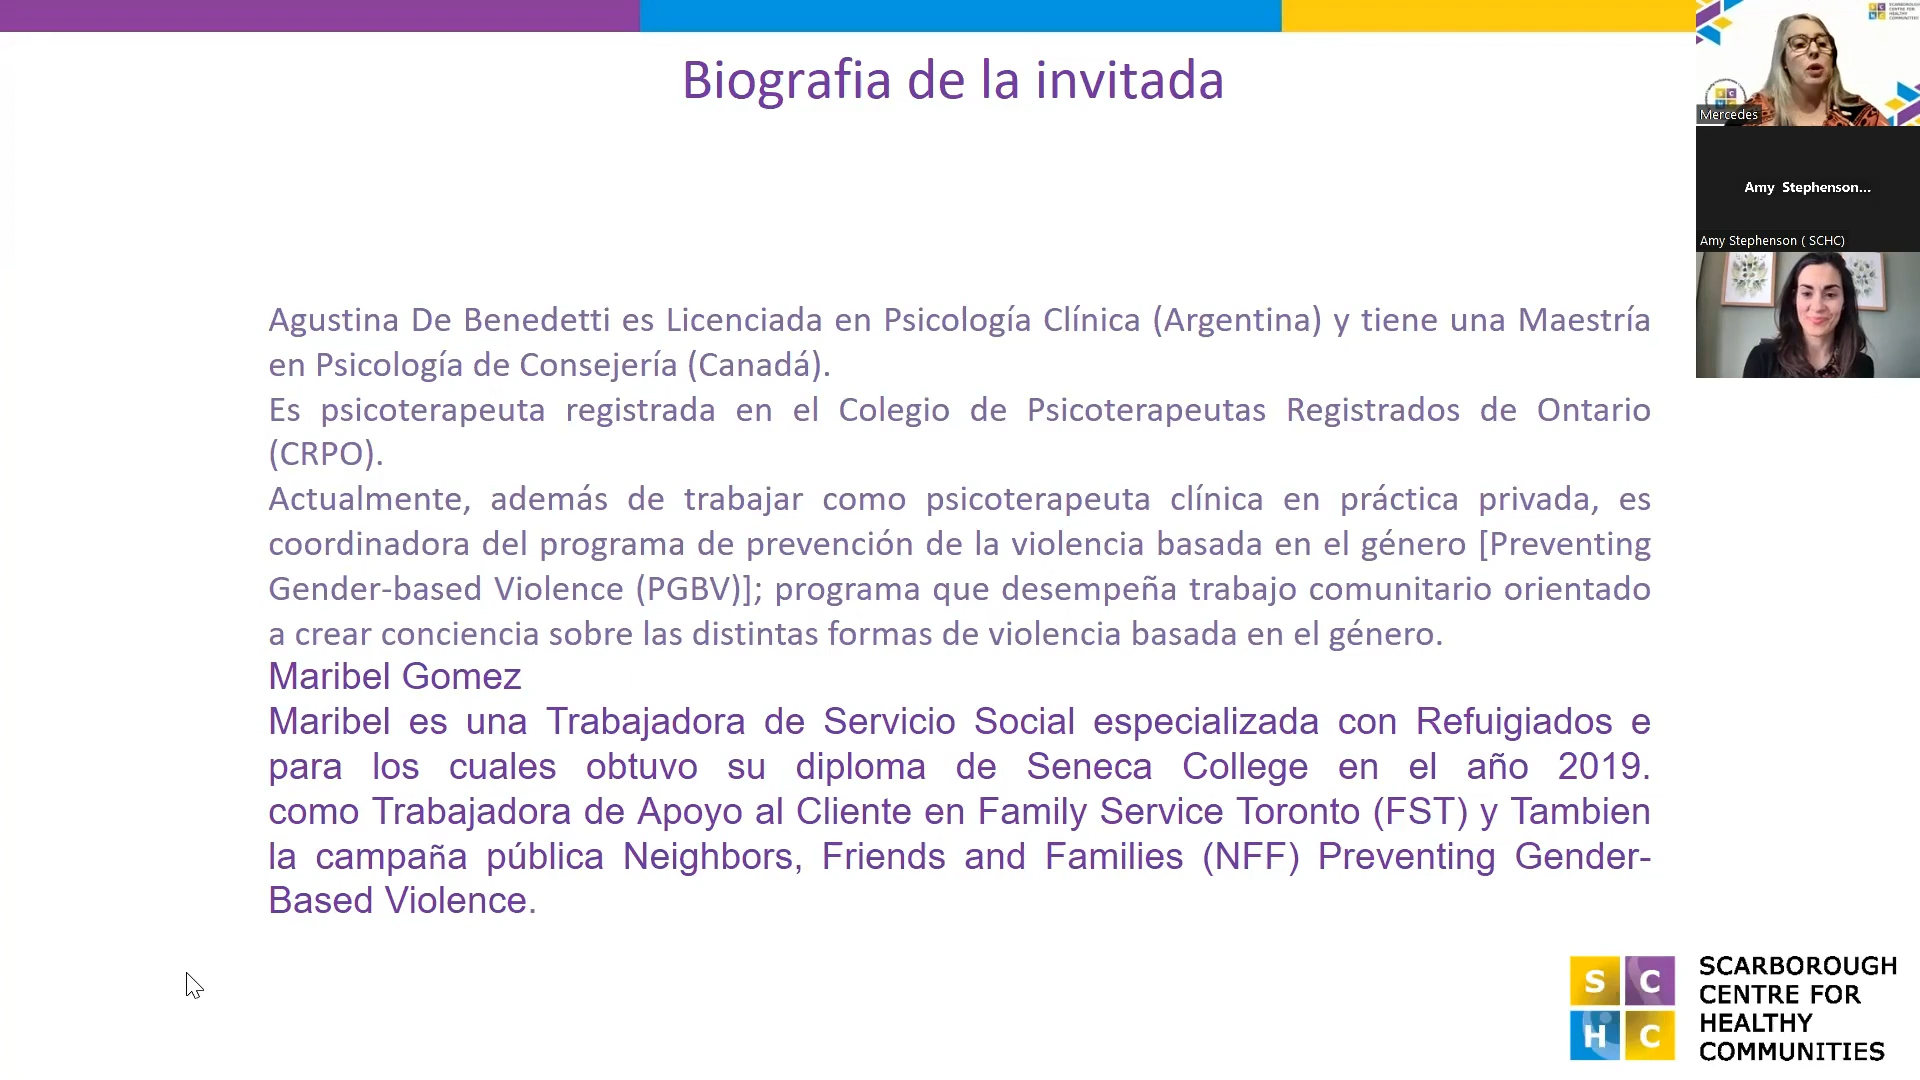 Biografia de la invitada
Agustina De Benedetti es Licenciada en Psicología Clínica (Argentina) y tiene una Maestría
en Psicología de Consejería (Canadá).
Es psicoterapeuta registrada en el Colegio de Psicoterapeutas Registrados de Ontario
(CRPO).
Actualmente, además de trabajar como psicoterapeuta clínica en práctica privada, es
coordinadora del programa de prevención de la violencia basada en el género [Preventing
Gender-based Violence (PGBV)]; programa que desempeña trabajo comunitario orientado
a crear conciencia sobre las distintas formas de violencia basada en el género.
Maribel Gomez
Maribel es una Trabajadora de Servicio Social especializada con Refuigiados e
para los cuales obtuvo su diploma de Seneca College en el año 2019.
como Trabajadora de Apoyo al Cliente en Family Service Toronto (FST) y Tambien
la campaña pública Neighbors, Friends and Families (NFF) Preventing Gender-
Based Violence.
S C
H C
SCARBOROUGH
CENTRE FOR
HEALTHY
COMMUNITIES
SCARBOROUGH
CENTRE FOR
HEALTHY
COMMUNITIES
Mercedes
Amy Stephenson...
Amy Stephenson ( SCHC)